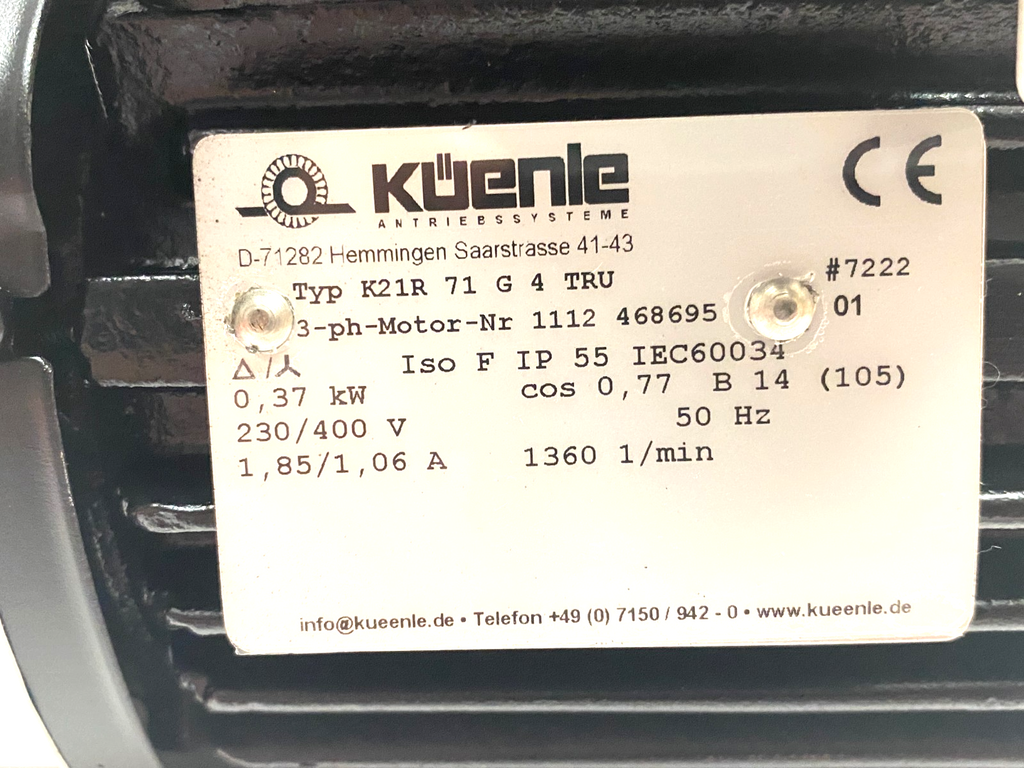 KÜenle
CE
ANTRIEBSSYSTEME
D-71282 Hemmingen Saarstrasse 41-43
Typ K21R 71 G 4 TRU
#7222
3-ph-Motor-Nr 1112 468695
01
Δ/⅄ Iso F IP 55 IEC60034
0,37 kW cos 0,77 B 14 (105)
230/400 V 50 Hz
1,85/1,06 A 1360 1/min
info@kueenle.de • Telefon +49 (0) 7150 / 942 - 0 • www.kueenle.de